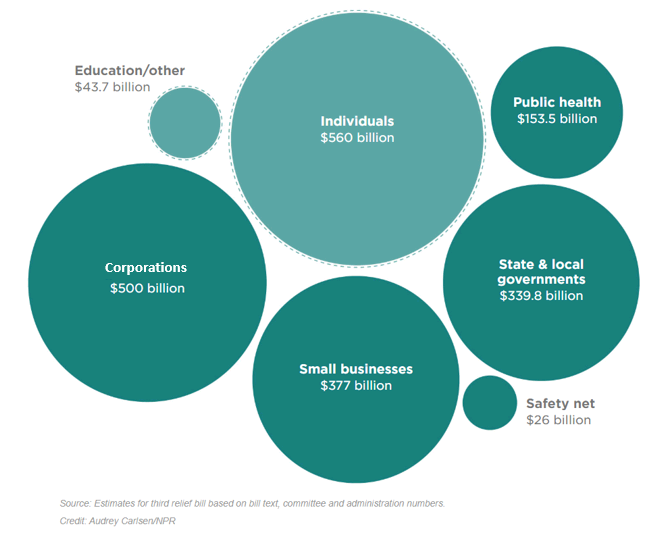 Education/other
$43.7 billion
Individuals
$560 billion
Public health
$153.5 billion
Corporations
$500 billion
State & local
governments
$339.8 billion
Small businesses
$377 billion
Safety net
$26 billion
Source: Estimates for third relief bill based on bill text, committee and administration numbers.
Credit: Audrey Carlsen/NPR